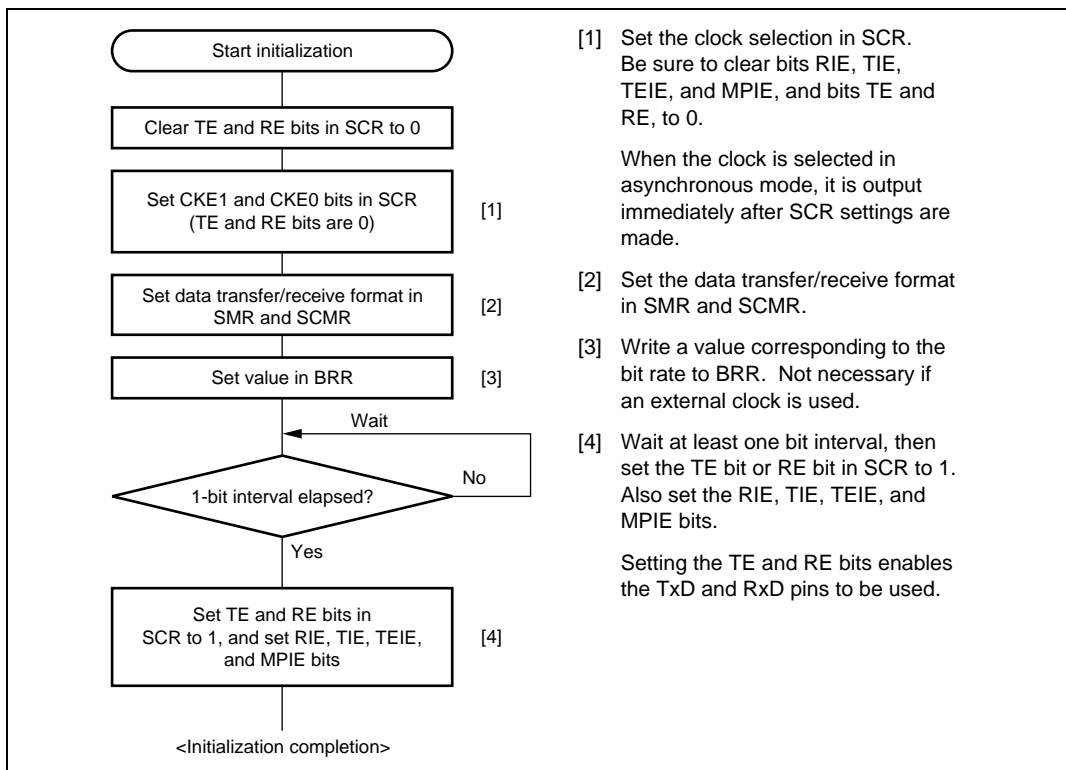 Start initialization
Clear TE and RE bits in SCR to 0
Set CKE1 and CKE0 bits in SCR
(TE and RE bits are 0)
[1]
Set data transfer/receive format in
SMR and SCMR
[2]
Set value in BRR
[3]
Wait
1-bit interval elapsed?
No
Yes
Set TE and RE bits in
SCR to 1, and set RIE, TIE, TEIE,
and MPIE bits
[4]
<Initialization completion>
[1] Set the clock selection in SCR.
Be sure to clear bits RIE, TIE,
TEIE, and MPIE, and bits TE and
RE, to 0.
When the clock is selected in
asynchronous mode, it is output
immediately after SCR settings are
made.
[2] Set the data transfer/receive format
in SMR and SCMR.
[3] Write a value corresponding to the
bit rate to BRR. Not necessary if
an external clock is used.
[4] Wait at least one bit interval, then
set the TE bit or RE bit in SCR to 1.
Also set the RIE, TIE, TEIE, and
MPIE bits.
Setting the TE and RE bits enables
the TxD and RxD pins to be used.